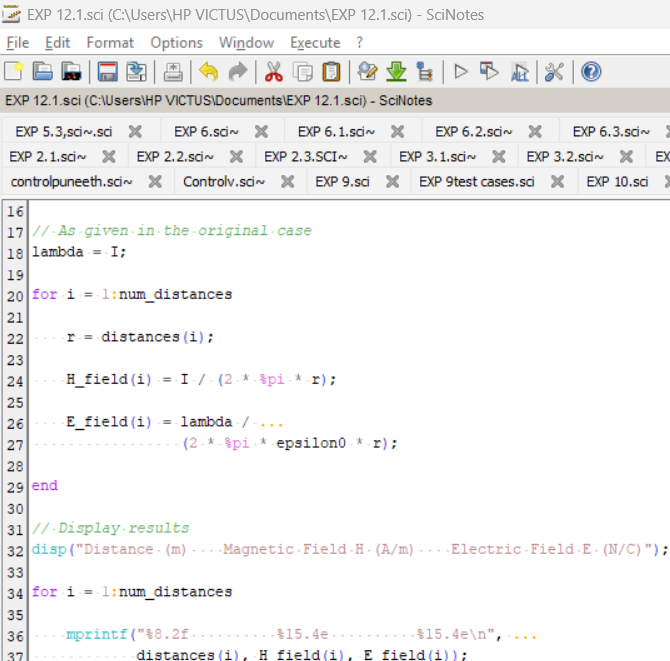 EXP 12.1.sci (C:\Users\HP VICTUS\Documents\EXP 12.1.sci) - SciNotes
File Edit Format Options Window Execute ?
EXP 12.1.sci (C:\Users\HP VICTUS\Documents\EXP 12.1.sci) - SciNotes
EXP 5.3,sci~.sci EXP 6.sci~ EXP 6.1.sci~ EXP 6.2.sci~ EXP 6.3.sci~
EXP 2.1.sci~ EXP 2.2.sci~ EXP 2.3.SCI~ EXP 3.1.sci~ EXP 3.2.sci~ EX
controlpuneeth.sci~ Controlv.sci~ EXP 9.sci EXP 9test cases.sci EXP 10.sci
16
17 // As given in the original case
18 lambda = I;
19
20 for i = 1:num_distances
21
22 r = distances(i);
23
24 H_field(i) = I / (2 * %pi * r);
25
26 E_field(i) = lambda / ...
27 (2 * %pi * epsilon0 * r);
28
29 end
30
31 // Display results
32 disp("Distance (m)    Magnetic Field H (A/m)    Electric Field E (N/C)");
33
34 for i = 1:num_distances
35
36 mprintf("%8.2f          %15.4e          %15.4e\n", ...
37 distances(i), H_field(i), E_field(i));